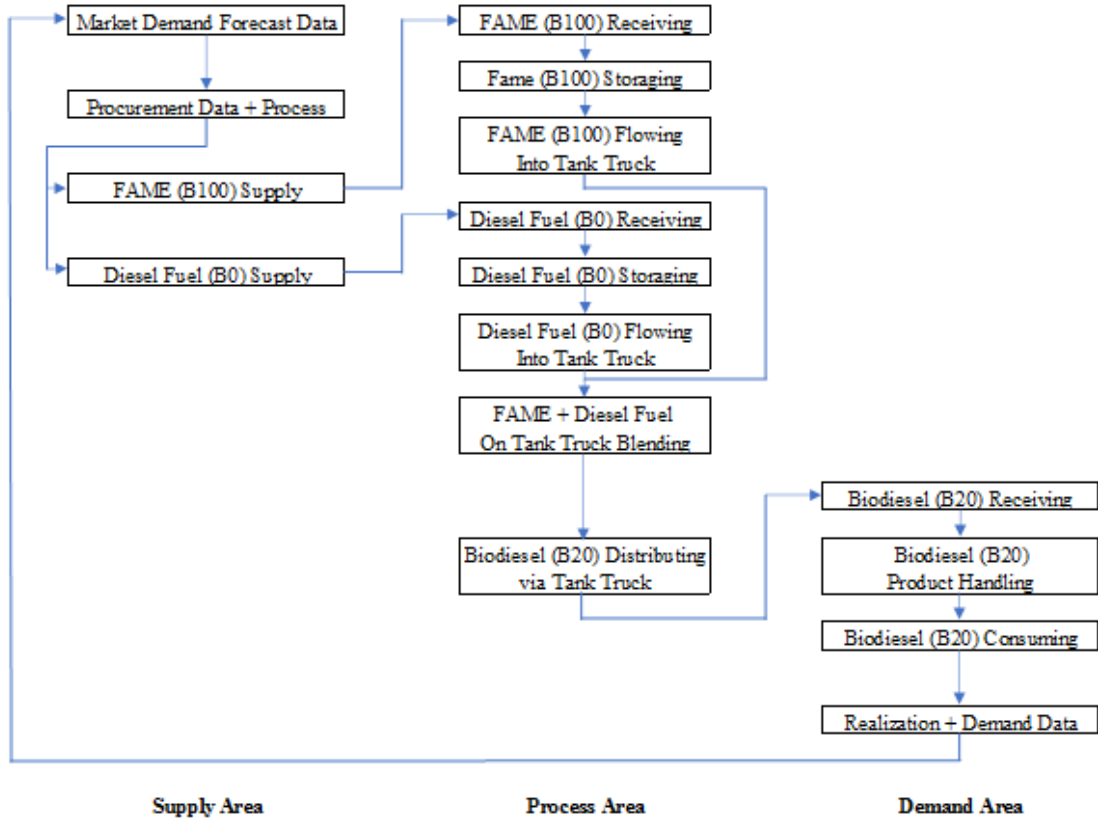 Market Demand Forecast Data
Procurement Data + Process
FAME (B100) Supply
Diesel Fuel (B0) Supply
FAME (B100) Receiving
Fame (B100) Storaging
FAME (B100) Flowing
Into Tank Truck
Diesel Fuel (B0) Receiving
Diesel Fuel (B0) Storaging
Diesel Fuel (B0) Flowing
Into Tank Truck
FAME + Diesel Fuel
On Tank Truck Blending
Biodiesel (B20) Distributing
via Tank Truck
Biodiesel (B20) Receiving
Biodiesel (B20)
Product Handling
Biodiesel (B20) Consuming
Realization + Demand Data
Supply Area
Process Area
Demand Area